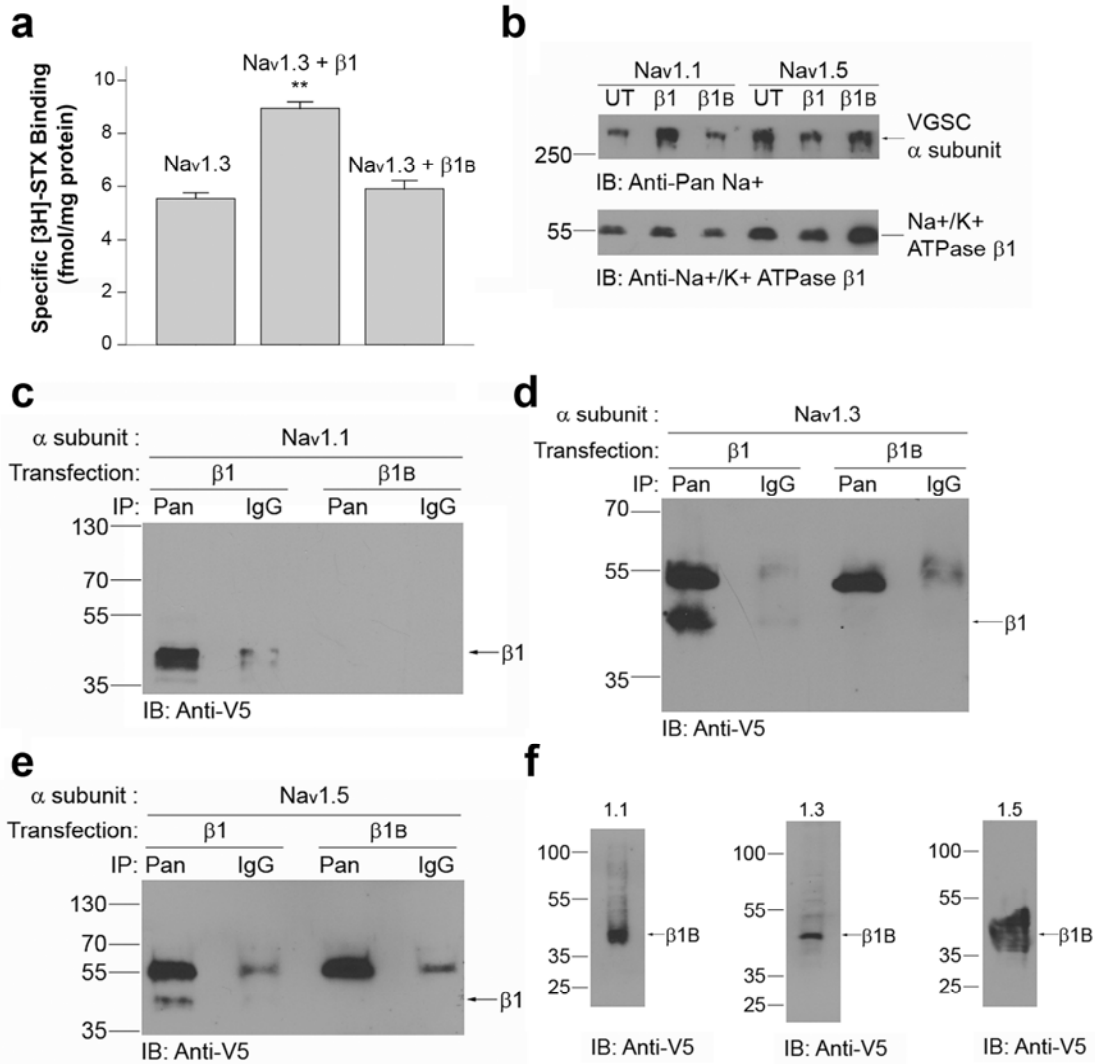 a
Specific [3H]-STX Binding
(fmol/mg protein)
10
8
6
4
2
0
Nav1.3
Nav1.3 + β1
**
Nav1.3 + β1B
b
Nav1.1 Nav1.5
UT β1 β1B UT β1 β1B
250
VGSC
α subunit
IB: Anti-Pan Na+
55
Na+/K+
ATPase β1
IB: Anti-Na+/K+ ATPase β1
c
α subunit : Nav1.1
Transfection: β1 β1B
IP: Pan IgG Pan IgG
130
70
55
35
β1
IB: Anti-V5
d
α subunit : Nav1.3
Transfection: β1 β1B
IP: Pan IgG Pan IgG
70
55
35
β1
IB: Anti-V5
e
α subunit : Nav1.5
Transfection: β1 β1B
IP: Pan IgG Pan IgG
130
70
55
35
β1
IB: Anti-V5
f
1.1
100
55
35
25
β1B
IB: Anti-V5
1.3
100
55
35
25
β1B
IB: Anti-V5
1.5
100
55
35
25
β1B
IB: Anti-V5